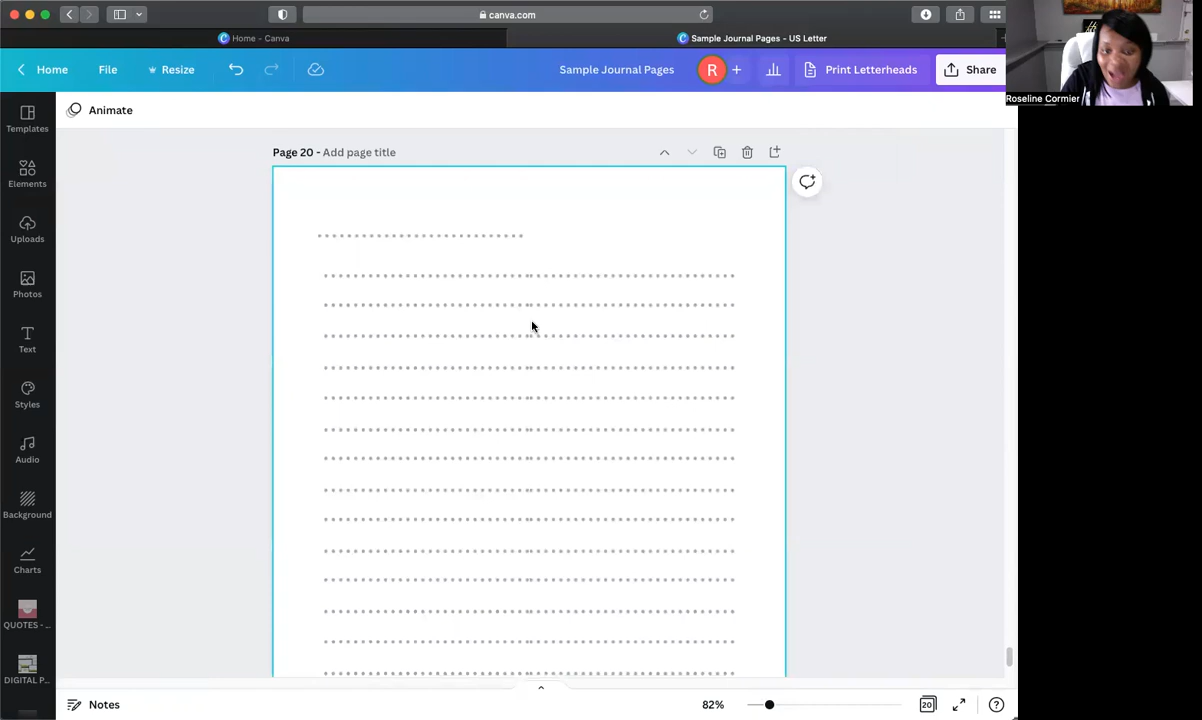 canva.com
Home - Canva
Sample Journal Pages - US Letter
Home
File
Resize
Sample Journal Pages
R
Print Letterheads
Share
Roseline Cormier
Templates
Animate
Elements
Uploads
Photos
Text
Styles
Audio
Background
Charts
QUOTES - ...
DIGITAL P...
Page 20 - Add page title
Notes
82%
20